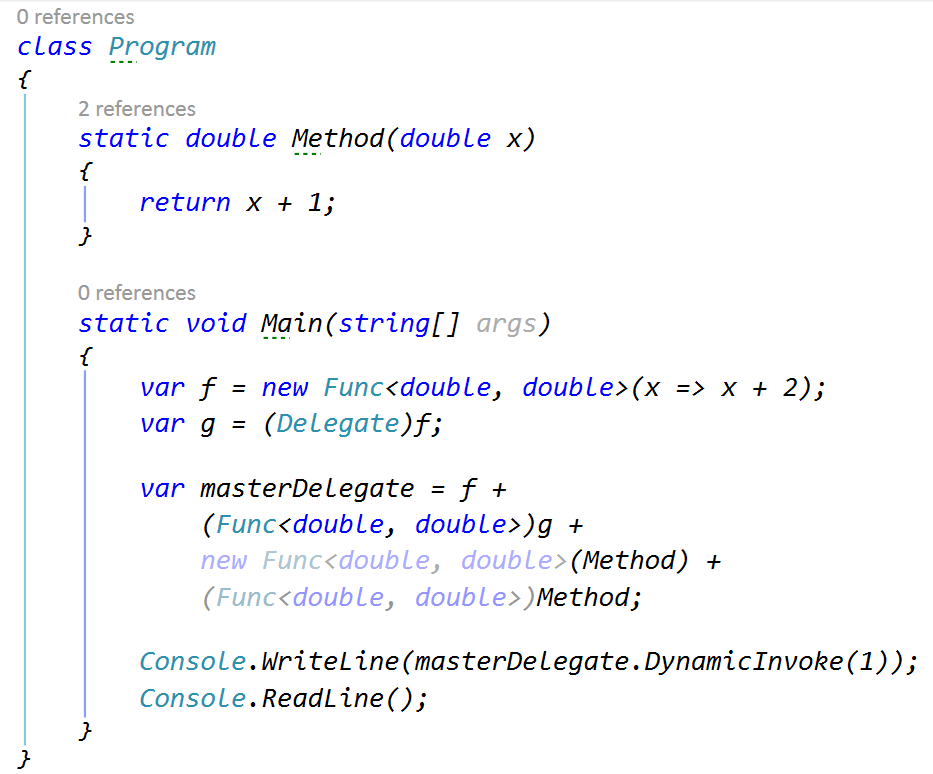 0 references
class Program
{
2 references
static double Method(double x)
{
return x + 1;
}
0 references
static void Main(string[] args)
{
var f = new Func<double, double>(x => x + 2);
var g = (Delegate)f;
var masterDelegate = f +
(Func<double, double>)g +
new Func<double, double>(Method) +
(Func<double, double>)Method;
Console.WriteLine(masterDelegate.DynamicInvoke(1));
Console.ReadLine();
}
}